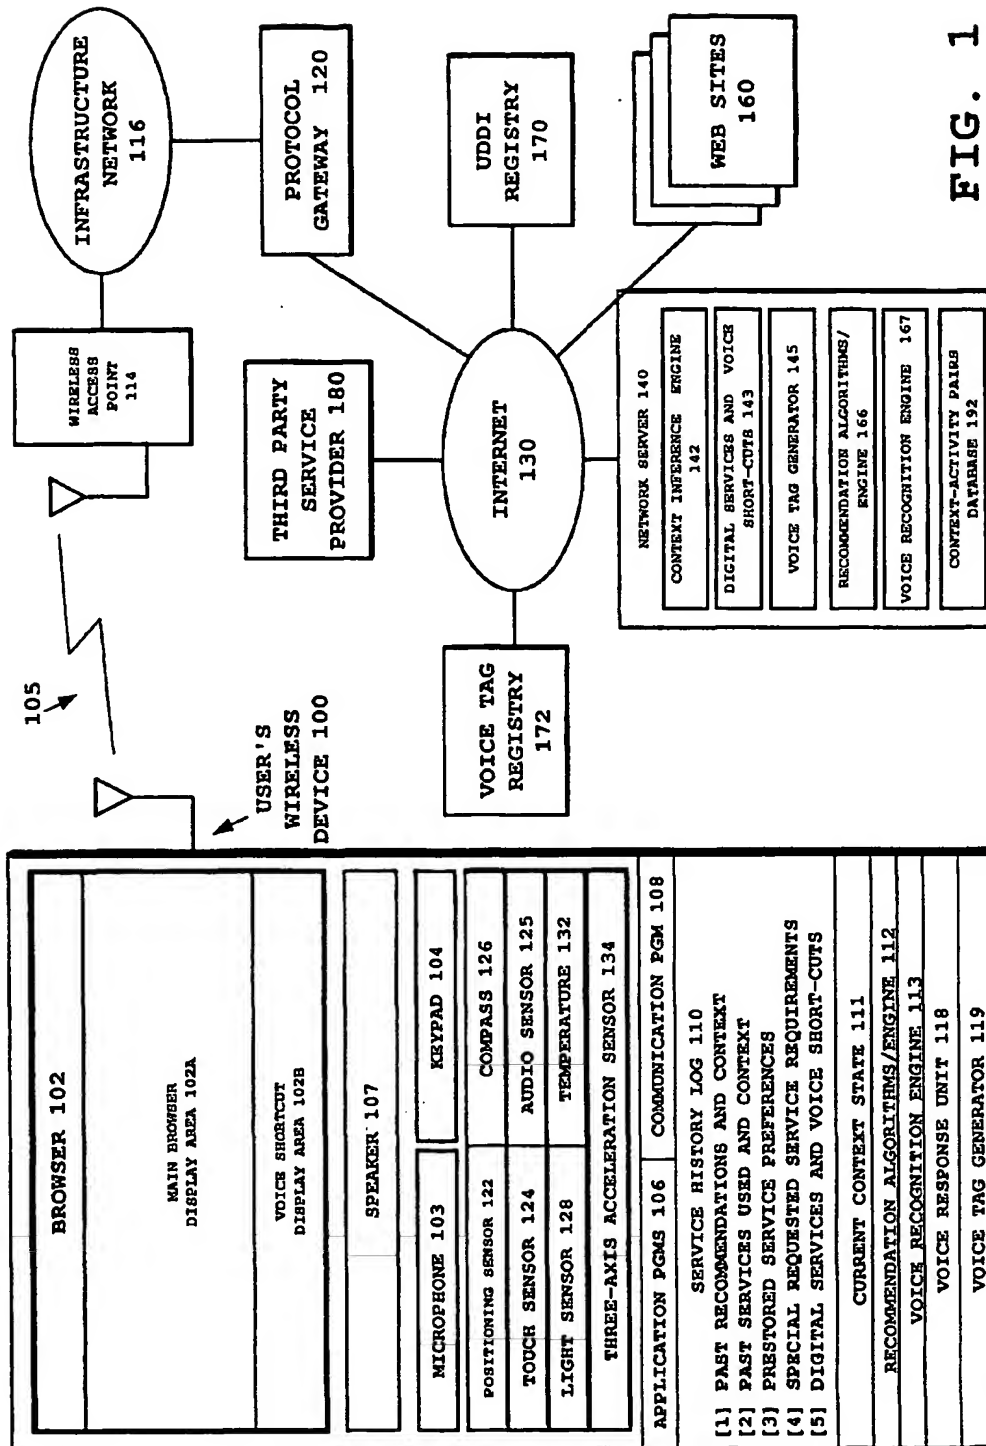 BROWSER 102
MAIN BROWSER
DISPLAY AREA 102A
VOICE SHORTCUT
DISPLAY AREA 102B
SPEAKER 107
MICROPHONE 103
KEYPAD 104
POSITIONING SENSOR 122
COMPASS 126
TOUCH SENSOR 124
AUDIO SENSOR 125
LIGHT SENSOR 128
TEMPERATURE 132
THREE-AXIS ACCELERATION SENSOR 134
APPLICATION PGMS 106
COMMUNICATION PGM 108
SERVICE HISTORY LOG 110
[1] PAST RECOMMENDATIONS AND CONTEXT
[2] PAST SERVICES USED AND CONTEXT
[3] PRESTORED SERVICE PREFERENCES
[4] SPECIAL REQUESTED SERVICE REQUIREMENTS
[5] DIGITAL SERVICES AND VOICE SHORT-CUTS
CURRENT CONTEXT STATE 111
RECOMMENDATION ALGORITHMS/ENGINE 112
VOICE RECOGNITION ENGINE 113
VOICE RESPONSE UNIT 118
VOICE TAG GENERATOR 119
USER'S
WIRELESS
DEVICE 100
105
WIRELESS
ACCESS
POINT
114
INFRASTRUCTURE
NETWORK
116
PROTOCOL
GATEWAY 120
THIRD PARTY
SERVICE
PROVIDER 180
UDDI
REGISTRY
170
INTERNET
130
WEB SITES
160
VOICE TAG
REGISTRY
172
NETWORK SERVER 140
CONTEXT INFERENCE ENGINE
142
DIGITAL SERVICES AND VOICE
SHORT-CUTS 143
VOICE TAG GENERATOR 145
RECOMMENDATION ALGORITHMS/
ENGINE 166
VOICE RECOGNITION ENGINE 167
CONTEXT-ACTIVITY PAIRS
DATABASE 192
FIG. 1